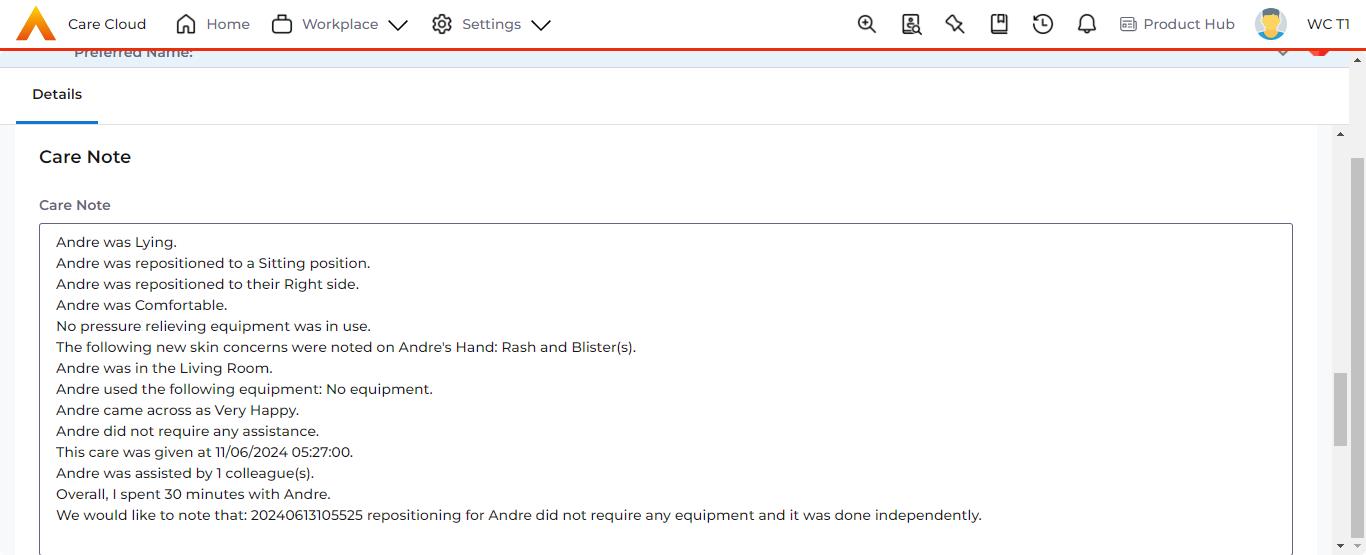 Care Cloud
Home
Workplace
Settings
Product Hub
WC T1
Preferred Name:
Details
Care Note
Care Note
Andre was Lying.
Andre was repositioned to a Sitting position.
Andre was repositioned to their Right side.
Andre was Comfortable.
No pressure relieving equipment was in use.
The following new skin concerns were noted on Andre's Hand: Rash and Blister(s).
Andre was in the Living Room.
Andre used the following equipment: No equipment.
Andre came across as Very Happy.
Andre did not require any assistance.
This care was given at 11/06/2024 05:27:00.
Andre was assisted by 1 colleague(s).
Overall, I spent 30 minutes with Andre.
We would like to note that: 20240613105525 repositioning for Andre did not require any equipment and it was done independently.